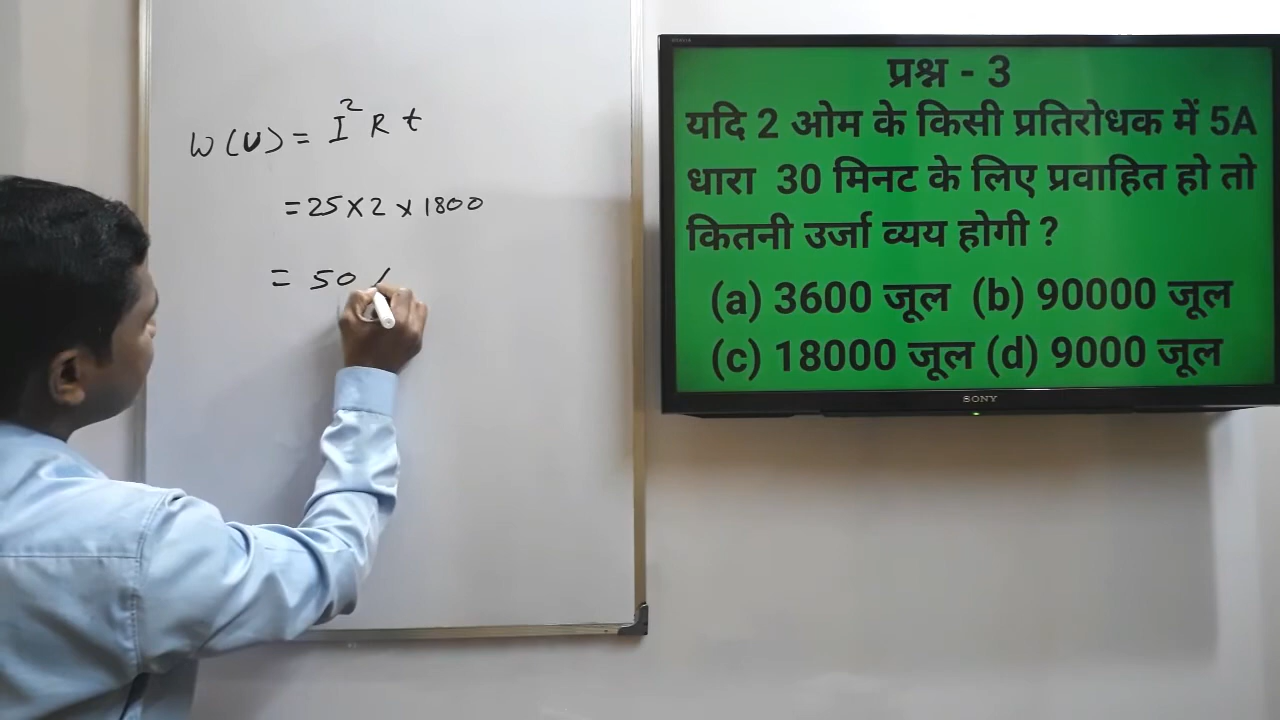 W(U) = I² R t
= 25 × 2 × 1800
= 50
प्रश्न - 3
यदि 2 ओम के किसी प्रतिरोधक में 5A
धारा 30 मिनट के लिए प्रवाहित हो तो
कितनी उर्जा व्यय होगी ?
(a) 3600 जूल (b) 90000 जूल
(c) 18000 जूल (d) 9000 जूल
SONY